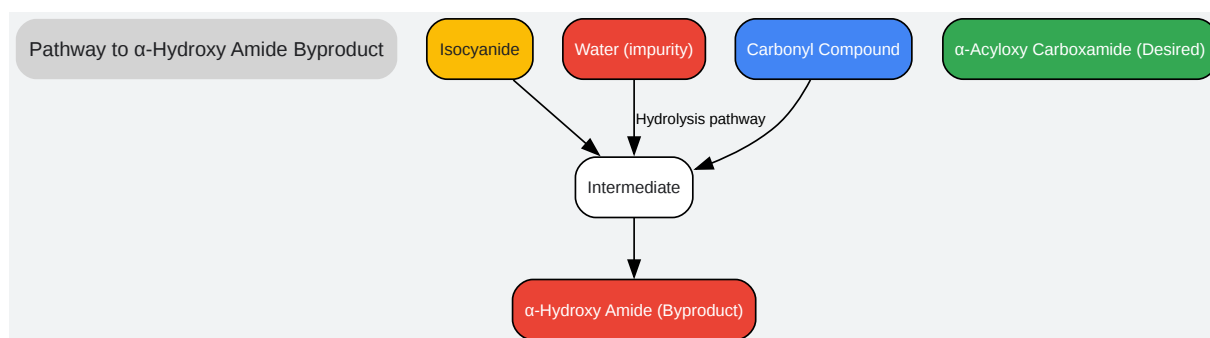 Pathway to α-Hydroxy Amide Byproduct
Isocyanide
Water (impurity)
Carbonyl Compound
α-Acyloxy Carboxamide (Desired)
Hydrolysis pathway
Intermediate
α-Hydroxy Amide (Byproduct)